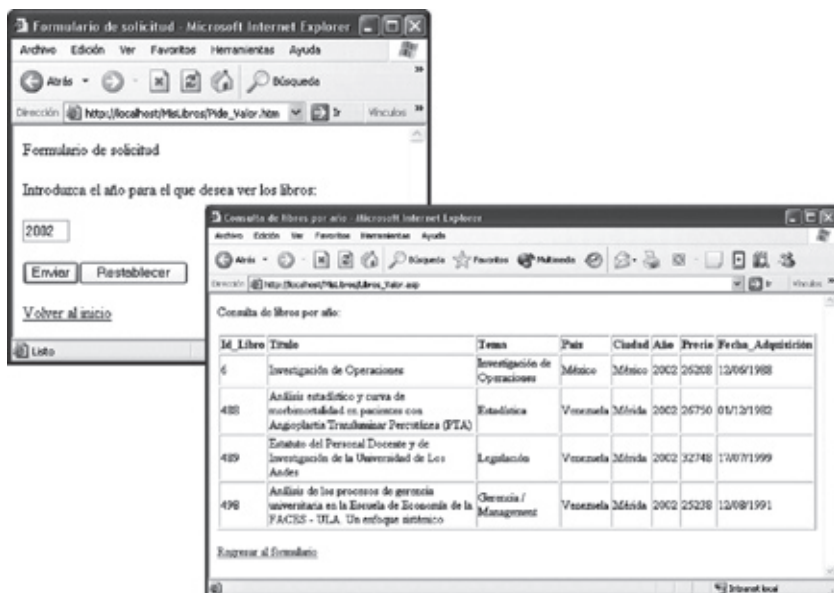 Formulario de solicitud - Microsoft Internet Explorer
Archivo Edición Ver Favoritos Herramientas Ayuda
Atrás Búsqueda
Dirección http://localhost/MisLibros/Pide_Valor.htm Ir Vínculos
Formulario de solicitud
Introduzca el año para el que desea ver los libros:
2002
Enviar Restablecer
Volver al inicio
Listo
Consulta de libros por año - Microsoft Internet Explorer
Archivo Edición Ver Favoritos Herramientas Ayuda
Atrás Búsqueda Favoritos Multimedia
Dirección http://localhost/MisLibros/Libros_Valor.asp Ir Vínculos
Consulta de libros por año:
Id_Libro Título Tema País Ciudad Año Precio Fecha_Adquisición
6 Investigación de Operaciones Investigación de Operaciones México México 2002 26208 12/06/1988
488 Análisis estadístico y curva de morbimortalidad en pacientes con Angioplastia Transluminar Percutánea (PTA) Estadística Venezuela Mérida 2002 26750 01/12/1982
489 Estatuto del Personal Docente y de Investigación de la Universidad de Los Andes Legislación Venezuela Mérida 2002 32748 17/07/1999
498 Análisis de los procesos de gerencia universitaria en la Escuela de Economía de la FACES - ULA. Un enfoque sistémico Gerencia / Management Venezuela Mérida 2002 25238 12/08/1991
Regresar al formulario
Intranet local